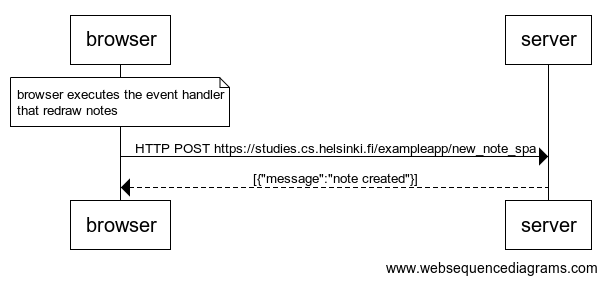 browser
server
browser executes the event handler
that redraw notes
HTTP POST https://studies.cs.helsinki.fi/exampleapp/new_note_spa
[{"message":"note created"}]
browser
server
www.websequencediagrams.com